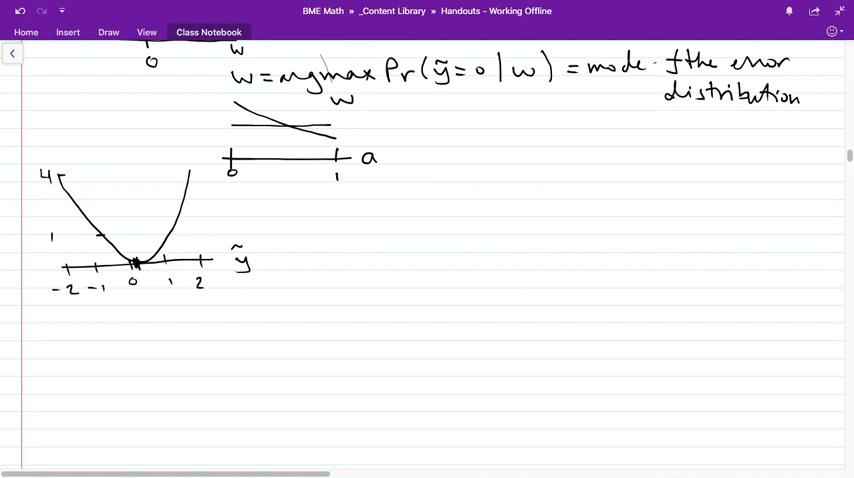 BME Math » _Content Library » Handouts - Working Offline
Home Insert Draw View Class Notebook
w
0
w = argmax Pr(ỹ=0|w) = mode of the error
w
distribution
a
0
1
4
1
ỹ
-2 -1 0 1 2